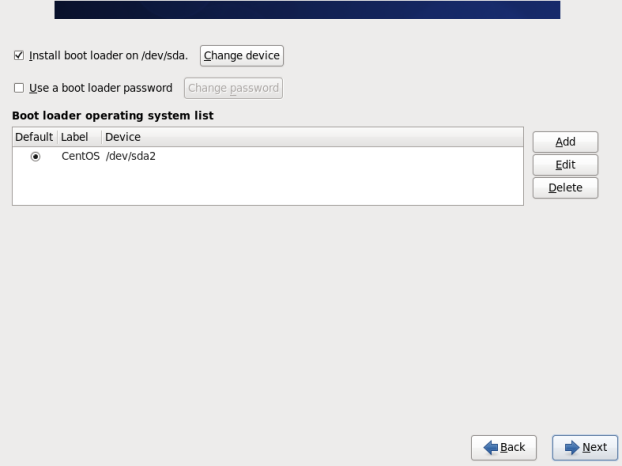 Install boot loader on /dev/sda. Change device
Use a boot loader password Change password
Boot loader operating system list
Default Label Device
CentOS /dev/sda2
Add
Edit
Delete
Back Next